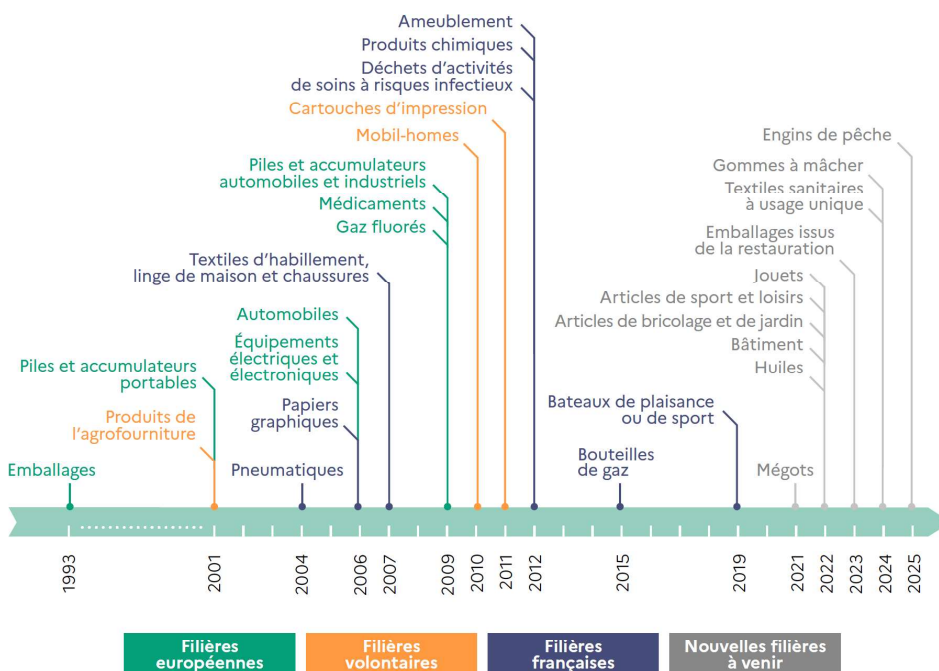 Ameublement
Produits chimiques
Déchets d'activités
de soins à risques infectieux
Cartouches d'impression
Mobil-homes
Piles et accumulateurs
automobiles et industriels
Médicaments
Gaz fluorés
Textiles d'habillement,
linge de maison et chaussures
Automobiles
Équipements
électriques et
électroniques
Papiers
graphiques
Piles et accumulateurs
portables
Produits de
l'agrofourniture
Emballages
Pneumatiques
Bouteilles
de gaz
Bateaux de plaisance
ou de sport
Engins de pêche
Gommes à mâcher
Textiles sanitaires
à usage unique
Emballages issus
de la restauration
Jouets
Articles de sport et loisirs
Articles de bricolage et de jardin
Bâtiment
Huiles
Mégots
1993
2001
2004
2006
2007
2009
2010
2011
2012
2015
2019
2021
2022
2023
2024
2025
Filières
européennes
Filières
volontaires
Filières
françaises
Nouvelles filières
à venir